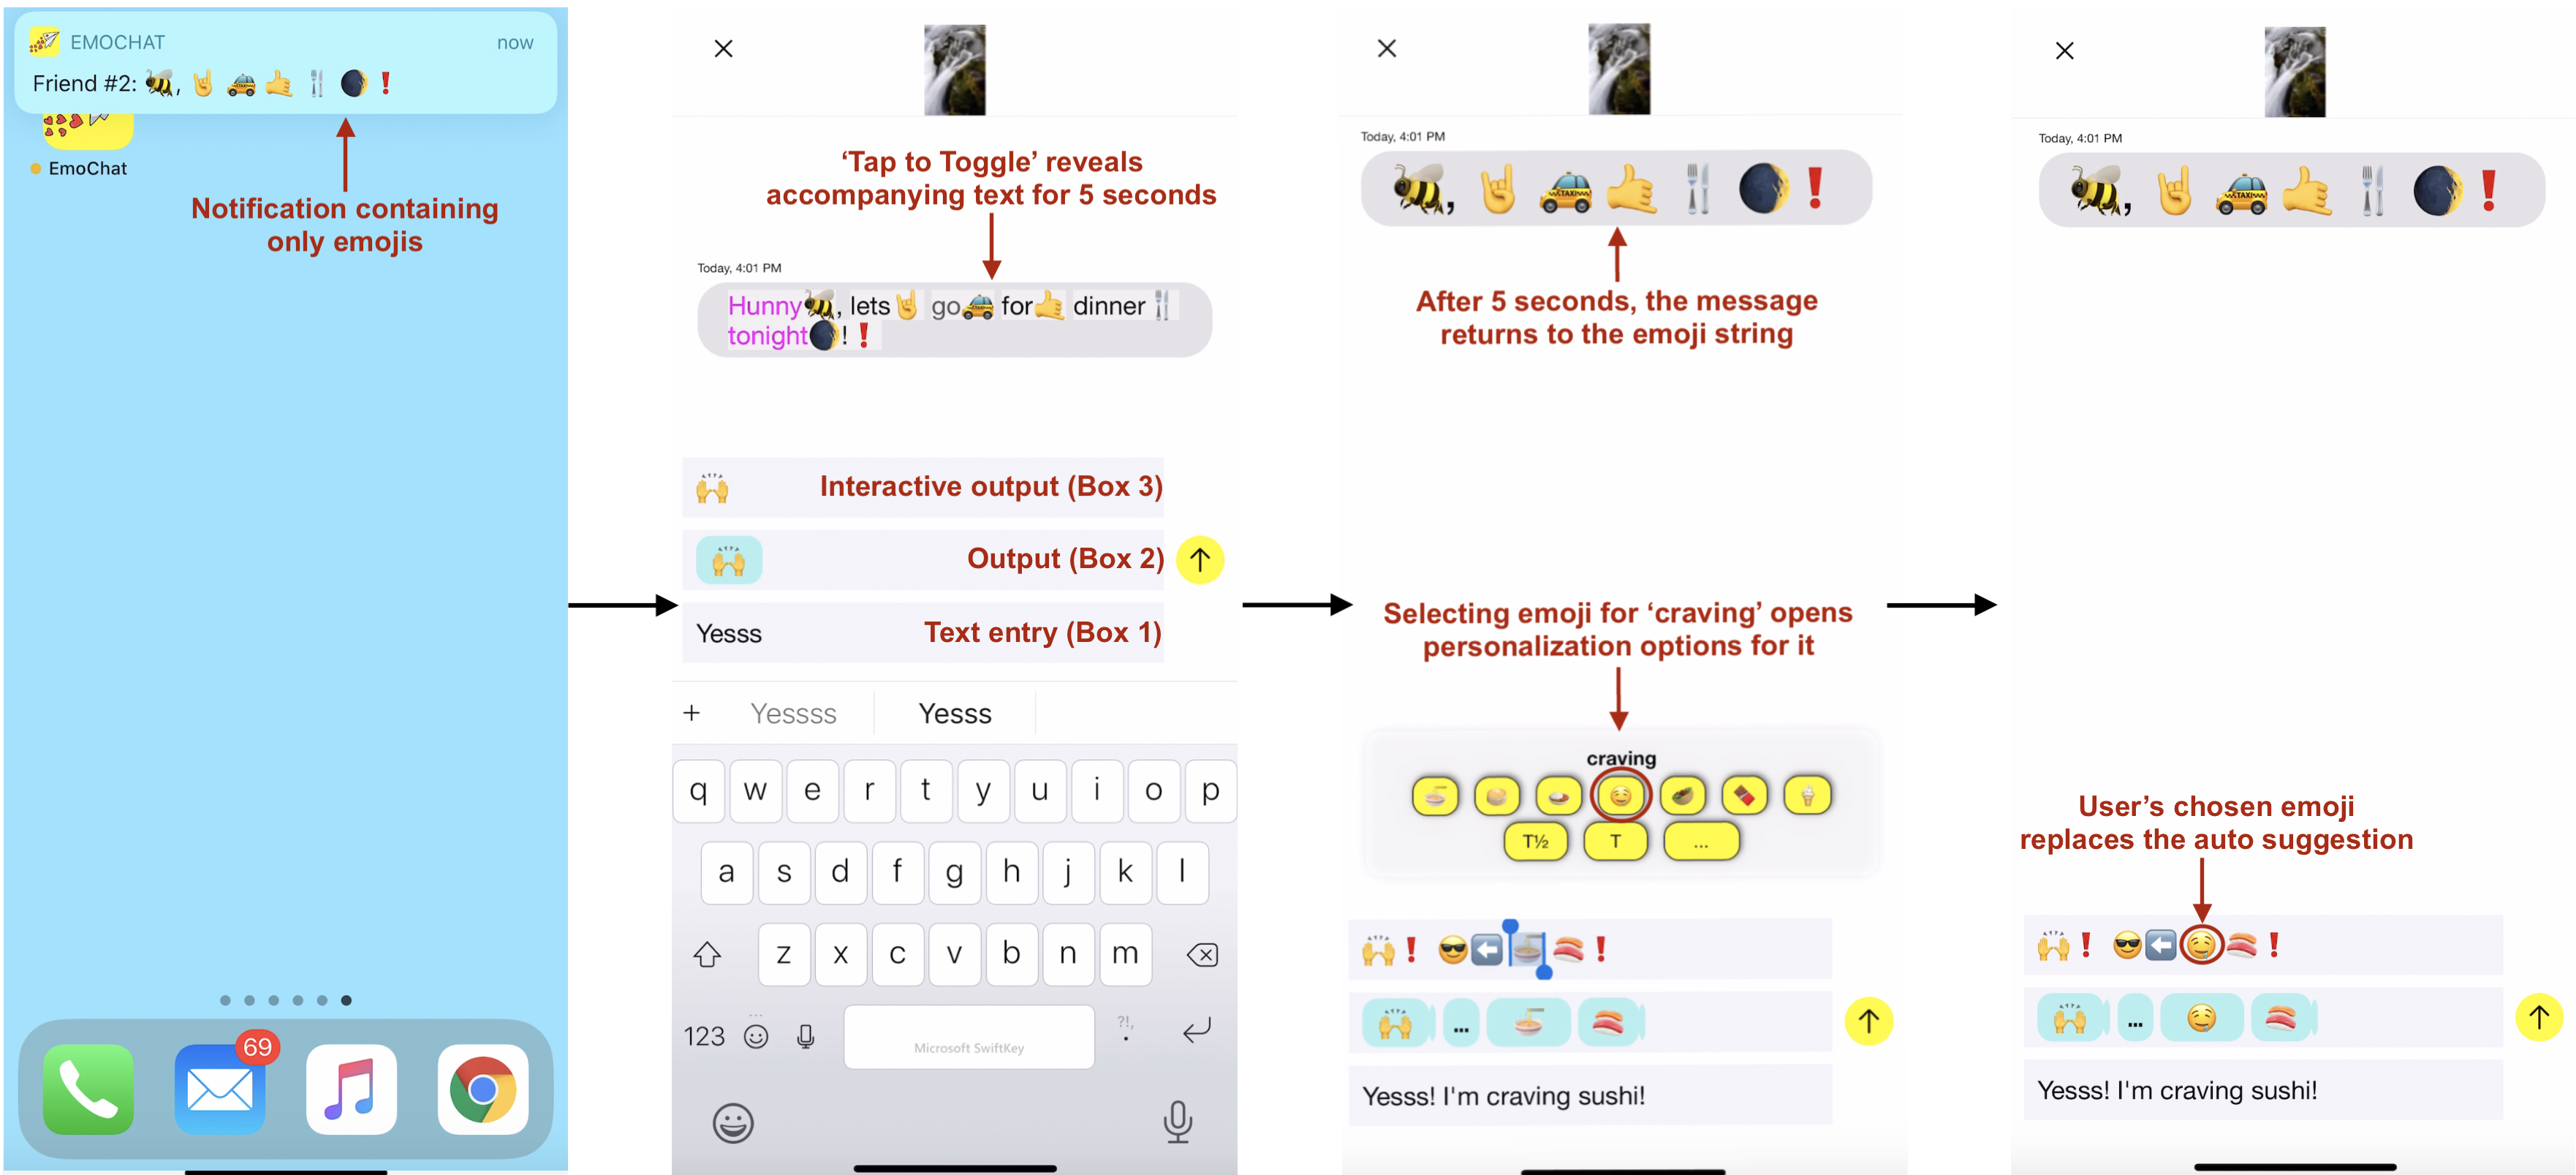 EMOCHAT now
Friend #2: 🐝, 🤘 🚕 🤙 🍴 🌒 ❗
EmoChat
Notification containing
only emojis
69
‘Tap to Toggle’ reveals
accompanying text for 5 seconds
Today, 4:01 PM
Hunny🐝, lets🤘 go🚕 for🤙 dinner🍴
tonight🌒! ❗
🙌 Interactive output (Box 3)
🙌 Output (Box 2)
Yesss Text entry (Box 1)
+ Yessss Yesss
q w e r t y u i o p
a s d f g h j k l
z x c v b n m
123 ?!, .
Microsoft SwiftKey
Today, 4:01 PM
🐝, 🤘 🚕 🤙 🍴 🌒 ❗
TAXI
After 5 seconds, the message
returns to the emoji string
Selecting emoji for ‘craving’ opens
personalization options for it
craving
T½ T ...
🙌❗ 😎⬅️🍜🍣❗
🙌 ... 🍜 🍣
Yesss! I'm craving sushi!
Today, 4:01 PM
🐝, 🤘 🚕 🤙 🍴 🌒 ❗
TAXI
User’s chosen emoji
replaces the auto suggestion
🙌❗ 😎⬅️🤤🍣❗
🙌 ... 🤤 🍣
Yesss! I'm craving sushi!